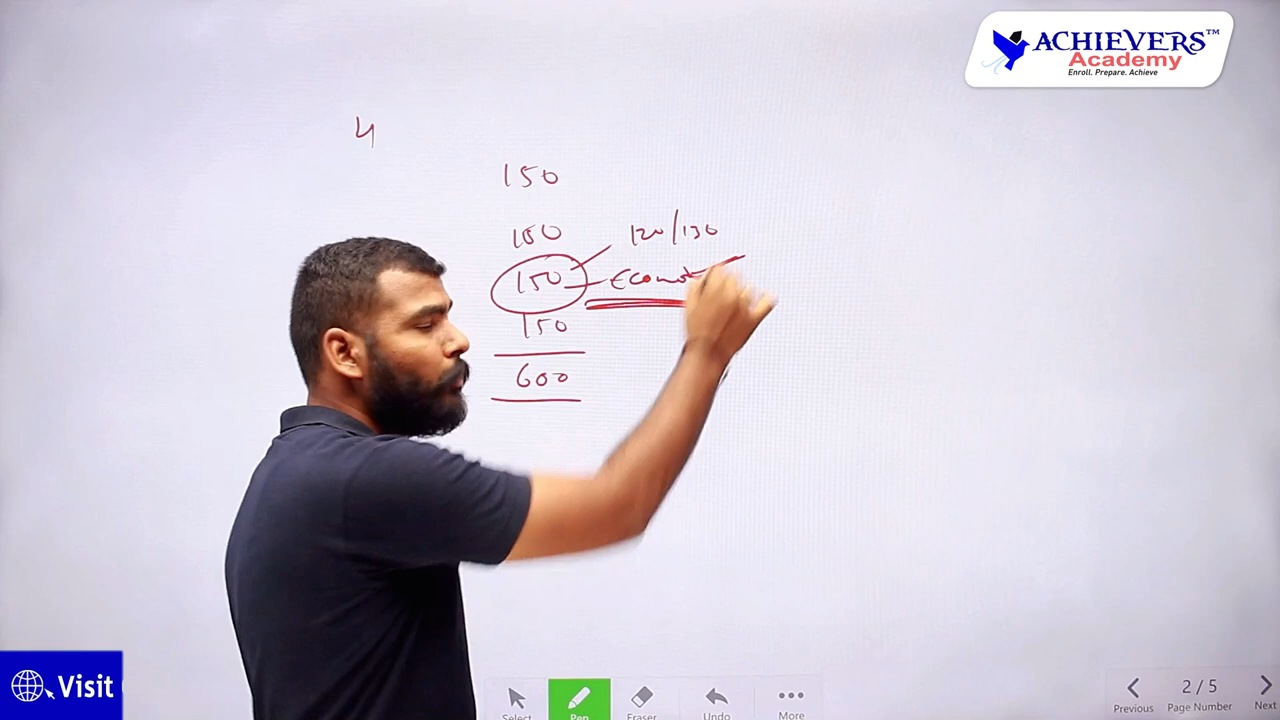 ACHIEVERS™
Academy
Enroll. Prepare. Achieve
4
150
150
120/130
150
150
600
Visit
Select
Pen
Eraser
Undo
More
Previous
2 / 5
Page Number
Next